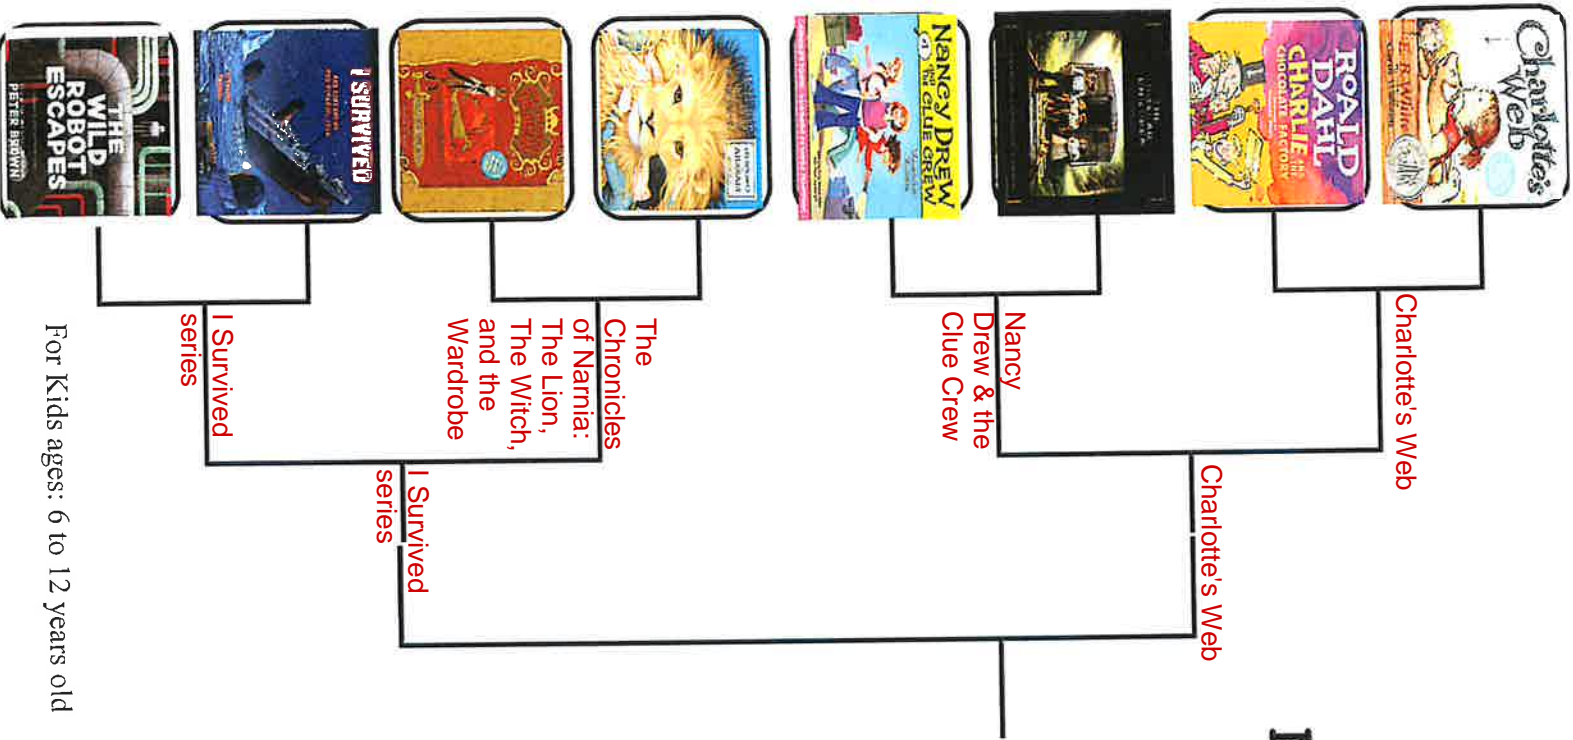 Charlotte's
Web
E.B. White
ROALD
DAHL
CHARLIE
AND THE
CHOCOLATE FACTORY
NANCY DREW
AND THE CLUE CREW
#1
I SURVIVED
THE
WILD
ROBOT
ESCAPES
PETER BROWN
Charlotte's Web
Nancy
Drew & the
Clue Crew
The
Chronicles
of Narnia:
The Lion,
The Witch,
and the
Wardrobe
I Survived
series
Charlotte's Web
I Survived
series
For Kids ages: 6 to 12 years old